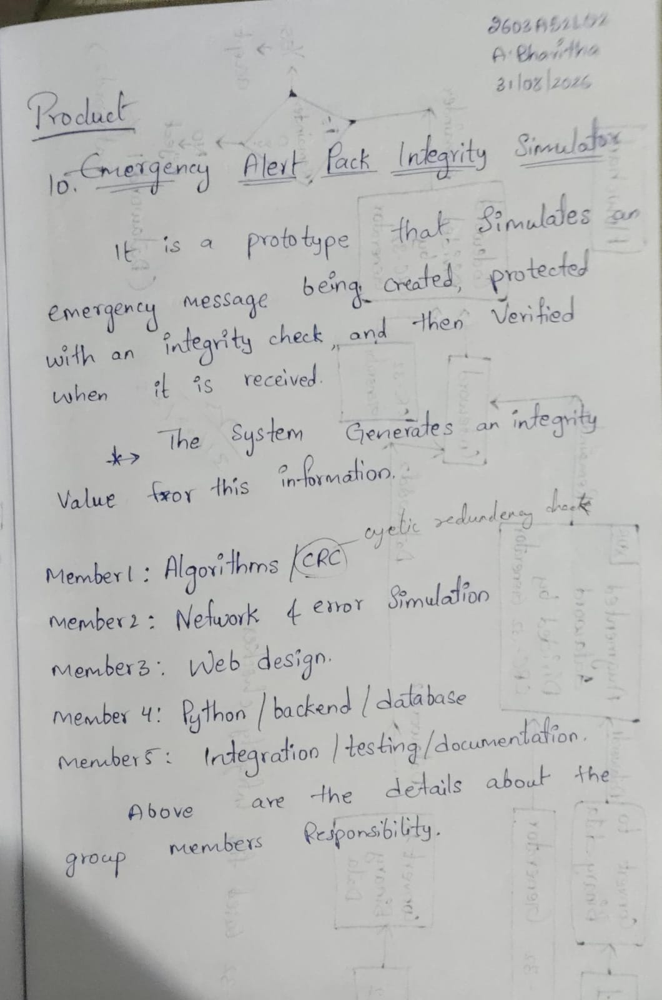 A. Bhavitha
31/08/2026
Product
10. Emergency Alert Pack Integrity Simulator
It is a prototype that Simulates an
emergency message being created, protected
with an integrity check, and then Verified
when it is received.
The System Generates an integrity
Value for this information.
cycetic redundency check
Member1 : Algorithms / CRC
Member2 : Network & error Simulation
Member3 : Web design.
Member 4: Python / backend / database
Member5 : Integration / testing / documentation.
Above are the details about the
group members Responsibility.